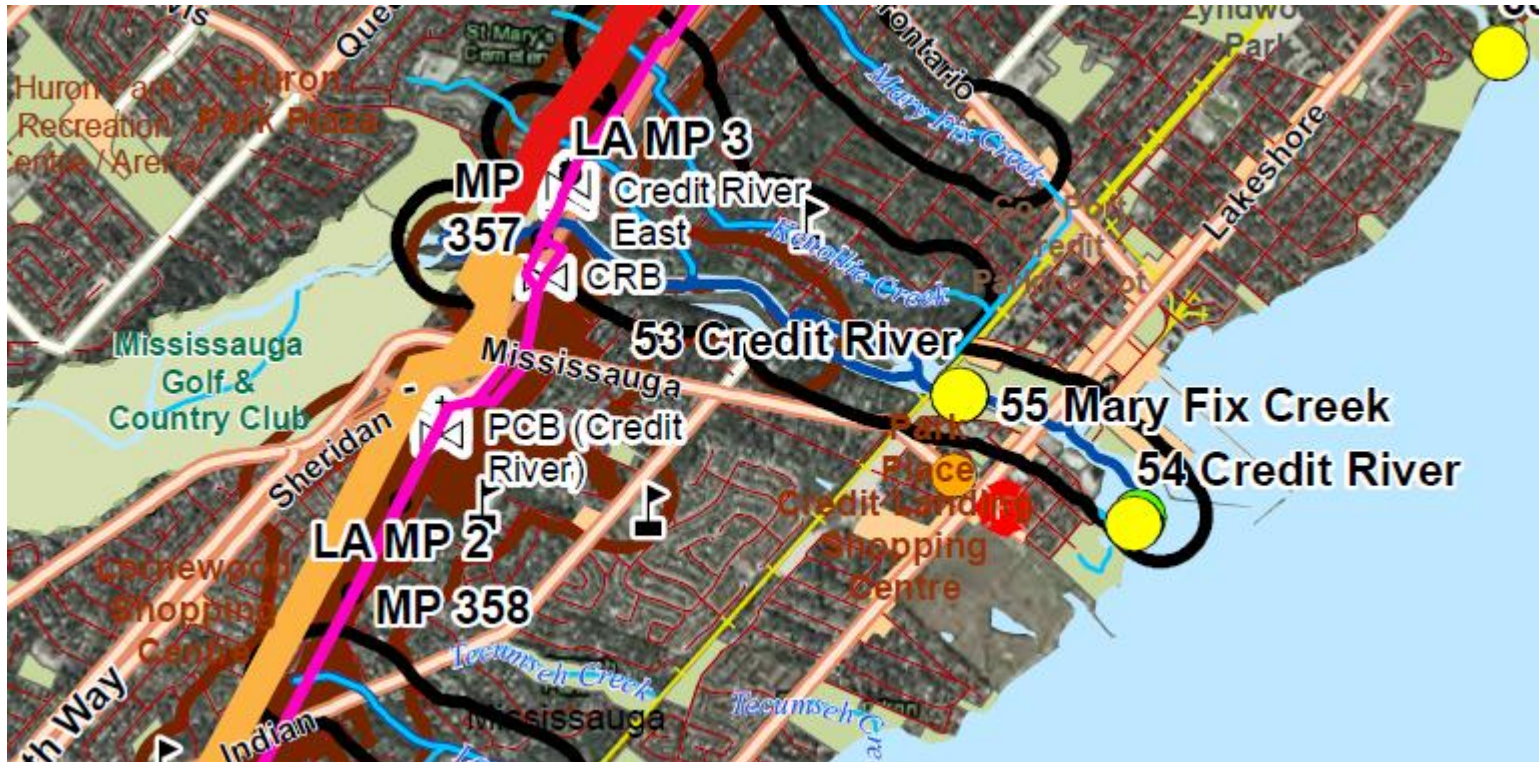 Lyndwo
Park
St Mary's
Cemetery
Huron Park
Recreation
Centre / Arena
Huron
Park Plaza
Mary Fix Creek
LA MP 3
MP
357
Credit River
East
CRB
Kenollie Creek
Lakeshore
Mississauga
Golf &
Country Club
Mississauga
53 Credit River
Sheridan
PCB (Credit
River)
55 Mary Fix Creek
54 Credit River
Park
Place
Credit Landing
Shopping
Centre
LA MP 2
MP 358
Shopping
Centre
Tecumseh Creek
Tecumseh Cre
Mississauga
th Way
Indian